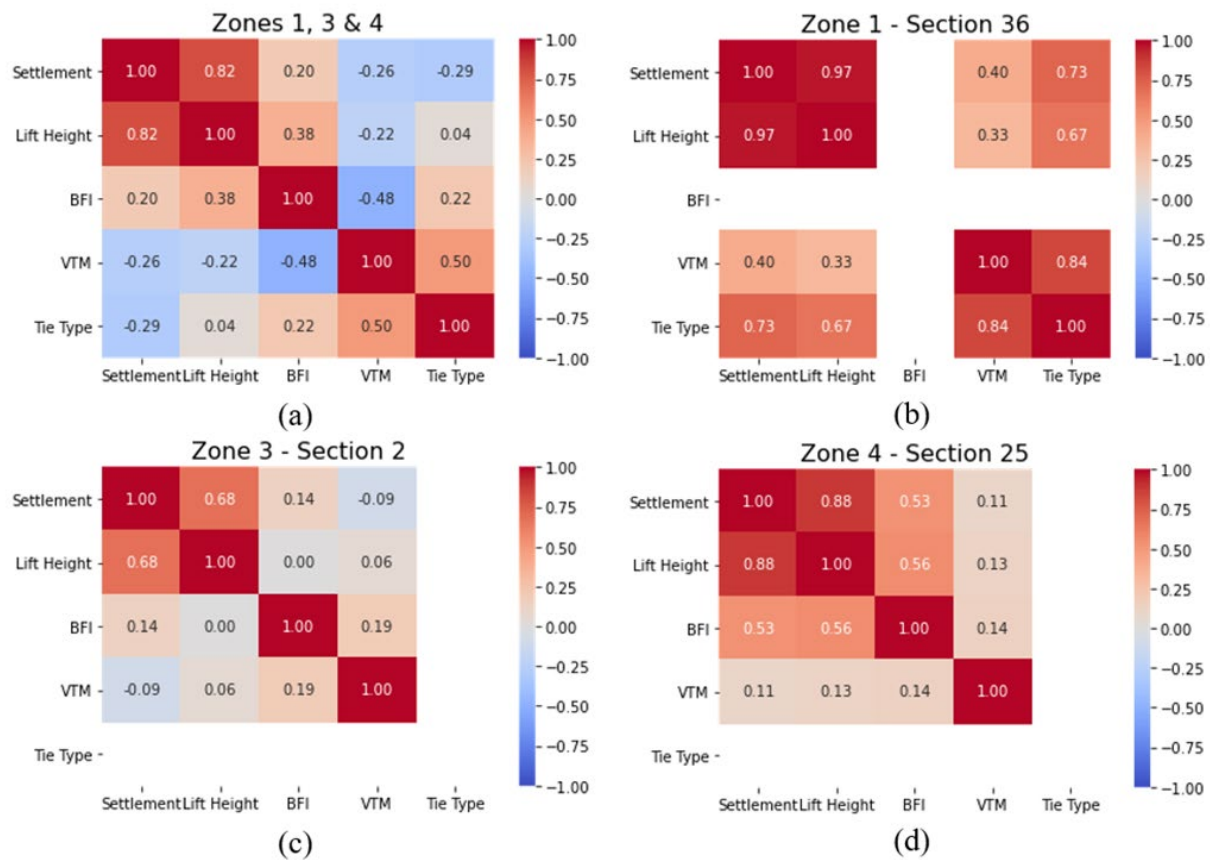 Zones 1, 3 & 4
Settlement 1.00 0.82 0.20 -0.26 -0.29
Lift Height 0.82 1.00 0.38 -0.22 0.04
BFI 0.20 0.38 1.00 -0.48 0.22
VTM -0.26 -0.22 -0.48 1.00 0.50
Tie Type -0.29 0.04 0.22 0.50 1.00
Settlement Lift Height BFI VTM Tie Type
1.00
0.75
0.50
0.25
0.00
−0.25
−0.50
−0.75
−1.00
(a)
Zone 1 - Section 36
Settlement 1.00 0.97 0.40 0.73
Lift Height 0.97 1.00 0.33 0.67
BFI
VTM 0.40 0.33 1.00 0.84
Tie Type 0.73 0.67 0.84 1.00
Settlement Lift Height BFI VTM Tie Type
1.00
0.75
0.50
0.25
0.00
−0.25
−0.50
−0.75
−1.00
(b)
Zone 3 - Section 2
Settlement 1.00 0.68 0.14 -0.09
Lift Height 0.68 1.00 0.00 0.06
BFI 0.14 0.00 1.00 0.19
VTM -0.09 0.06 0.19 1.00
Tie Type
Settlement Lift Height BFI VTM Tie Type
1.00
0.75
0.50
0.25
0.00
−0.25
−0.50
−0.75
−1.00
(c)
Zone 4 - Section 25
Settlement 1.00 0.88 0.53 0.11
Lift Height 0.88 1.00 0.56 0.13
BFI 0.53 0.56 1.00 0.14
VTM 0.11 0.13 0.14 1.00
Tie Type
Settlement Lift Height BFI VTM Tie Type
1.00
0.75
0.50
0.25
0.00
−0.25
−0.50
−0.75
−1.00
(d)